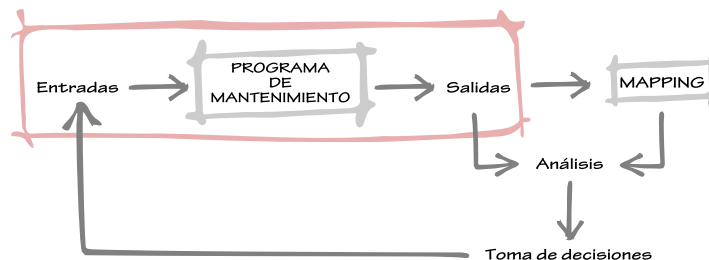 Entradas
PROGRAMA
DE
MANTENIMIENTO
Salidas
MAPPING
Análisis
Toma de decisiones